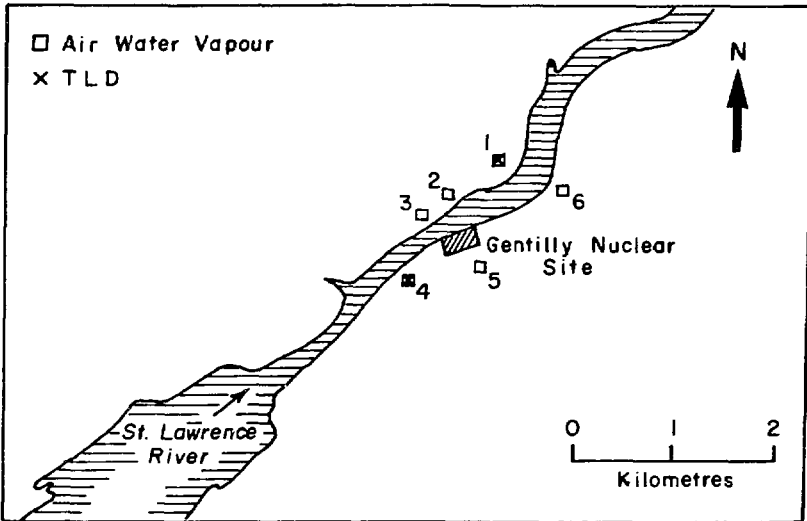 Air Water Vapour
TLD
N
1
2
3
6
Gentilly Nuclear
Site
4
5
St. Lawrence
River
0 1 2
Kilometres